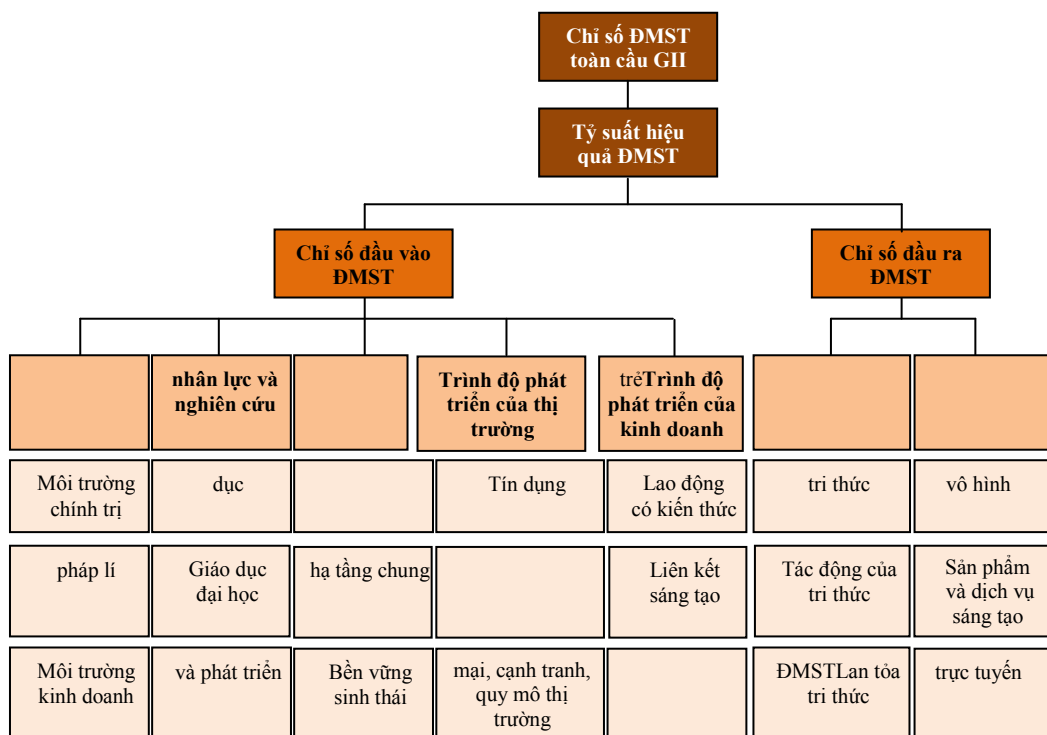 Chỉ số ĐMST
toàn cầu GII
Tỷ suất hiệu
quả ĐMST
Chỉ số đầu vào
ĐMST
Chỉ số đầu ra
ĐMST
nhân lực và
nghiên cứu
Trình độ phát
triển của thị
trường
trẻTrình độ
phát triển của
kinh doanh
Môi trường
chính trị
dục
Tín dụng
Lao động
có kiến thức
tri thức
vô hình
pháp lí
Giáo dục
đại học
hạ tầng chung
Liên kết
sáng tạo
Tác động của
tri thức
Sản phẩm
và dịch vụ
sáng tạo
Môi trường
kinh doanh
và phát triển
Bền vững
sinh thái
mại, cạnh tranh,
quy mô thị
trường
ĐMSTLan tỏa
tri thức
trực tuyến